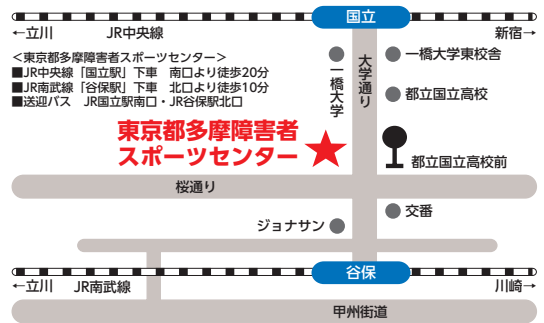 国立
←立川 JR中央線 新宿→
＜東京都多摩障害者スポーツセンター＞
■JR中央線「国立駅」下車 南口より徒歩20分
■JR南武線「谷保駅」下車 北口より徒歩10分
■送迎バス JR国立駅南口・JR谷保駅北口
一橋大学
大学通り
一橋大学東校舎
都立国立高校
東京都多摩障害者
スポーツセンター
都立国立高校前
桜通り
交番
ジョナサン
谷保
←立川 JR南武線 川崎→
甲州街道